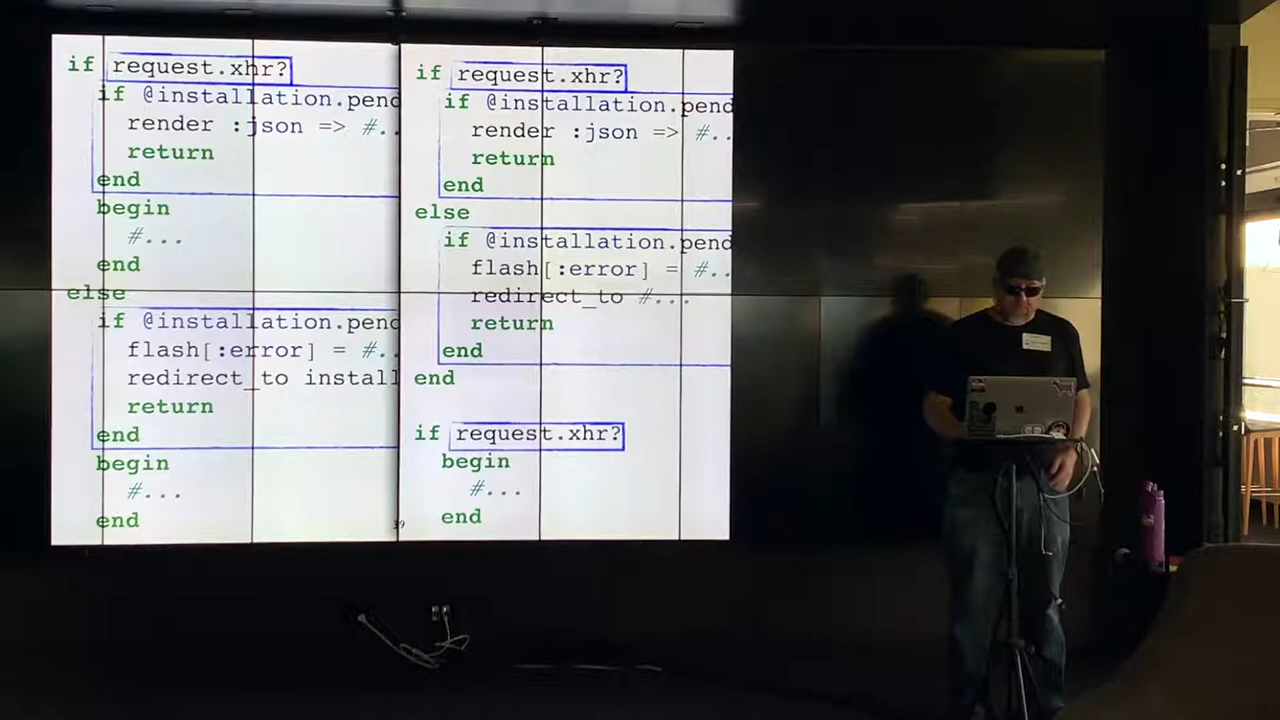 if request.xhr?
if @installation.pend
render :json => #..
return
end
begin
#...
end
else
if @installation.pend
flash[:error] = #..
redirect_to install
return
end
begin
#...
end
39
if request.xhr?
if @installation.pend
render :json => #..
return
end
else
if @installation.pend
flash[:error] = #..
redirect_to #...
return
end
end
if request.xhr?
begin
#...
end